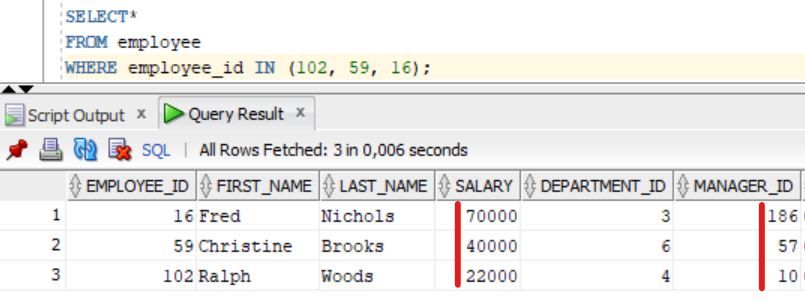 SELECT*
FROM employee
WHERE employee_id IN (102, 59, 16);
Script Output x Query Result x
SQL | All Rows Fetched: 3 in 0,006 seconds
EMPLOYEE_ID FIRST_NAME LAST_NAME SALARY DEPARTMENT_ID MANAGER_ID
1 16 Fred Nichols 70000 3 186
2 59 Christine Brooks 40000 6 57
3 102 Ralph Woods 22000 4 10